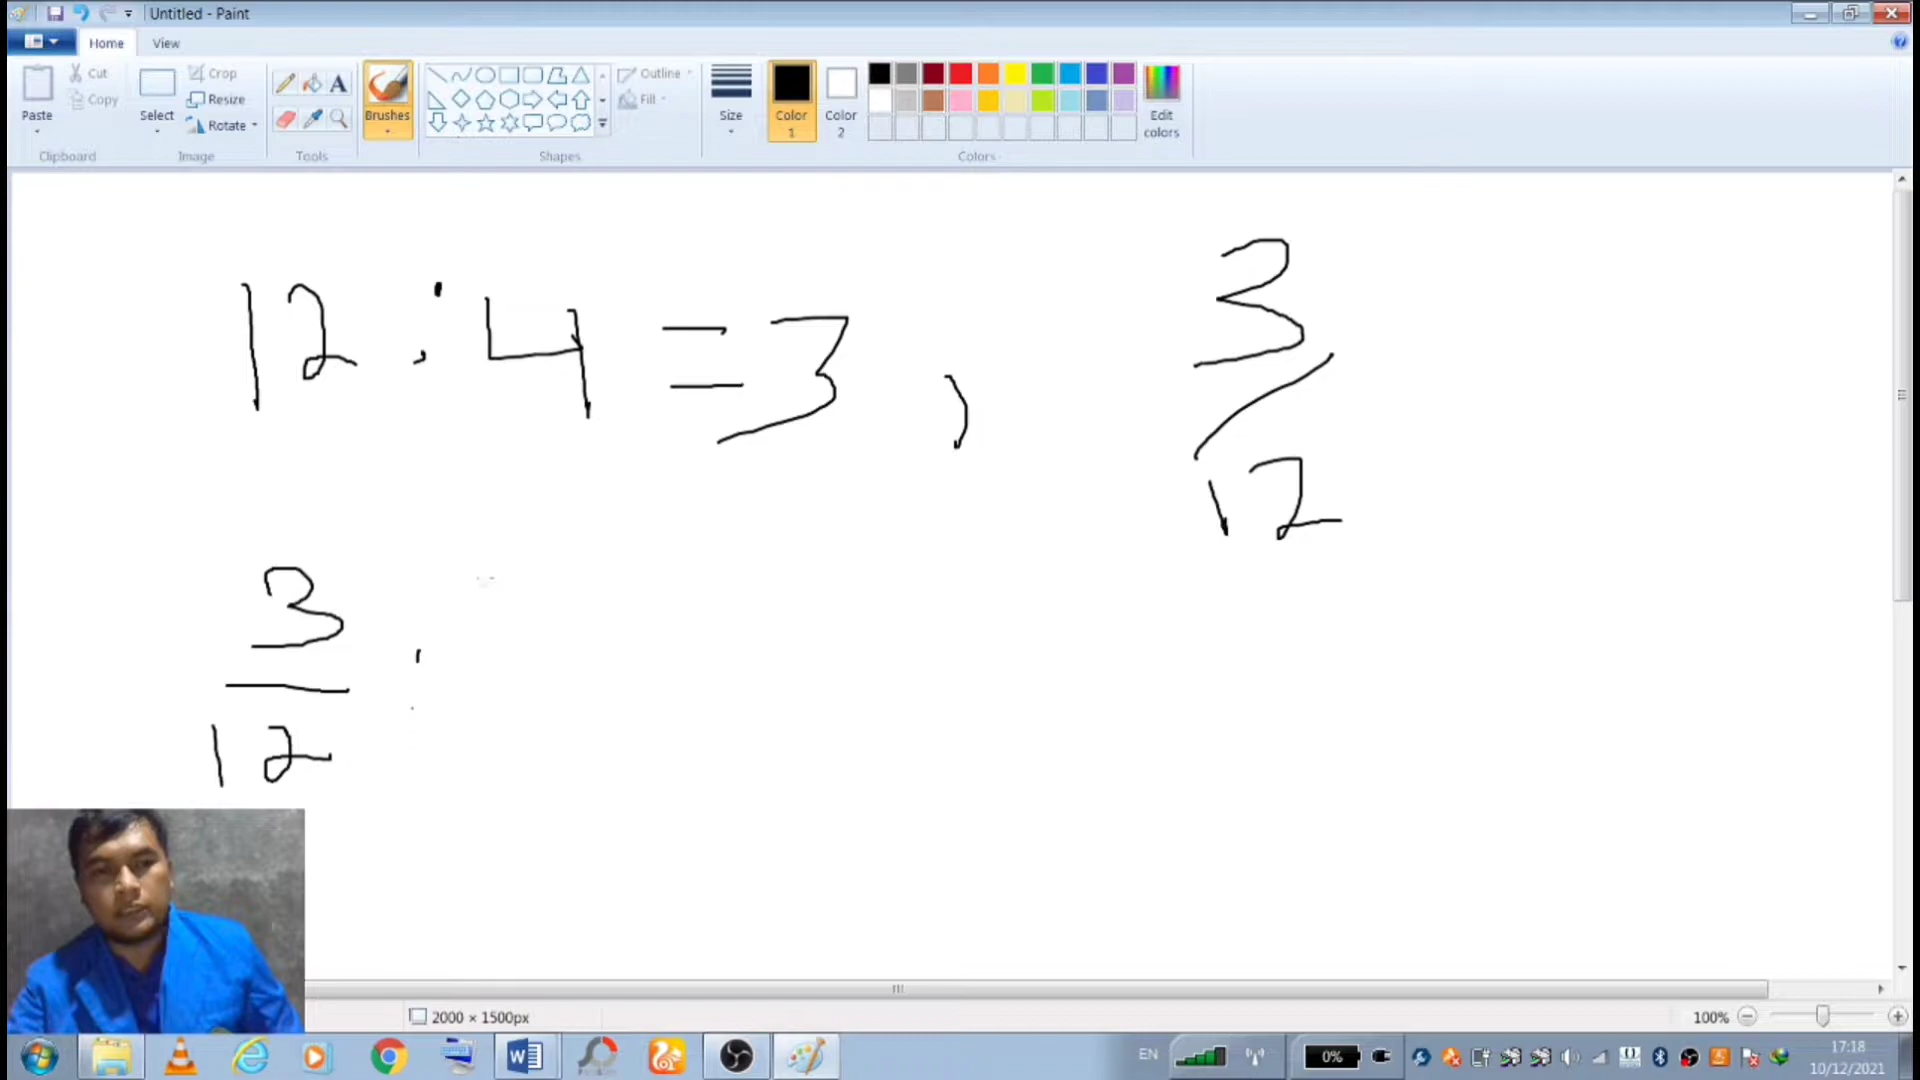 Untitled - Paint
Home View
Cut
Copy
Paste
Crop
Resize
Rotate
Select
Brushes
Outline
Fill
Size
Color
1
Color
2
Edit
colors
Clipboard Image Tools Shapes Colors
12 : 4 = 3 ,
3
/
12
3
12
:
2000 × 1500px
100%
EN
0%
17:18
10/12/2021